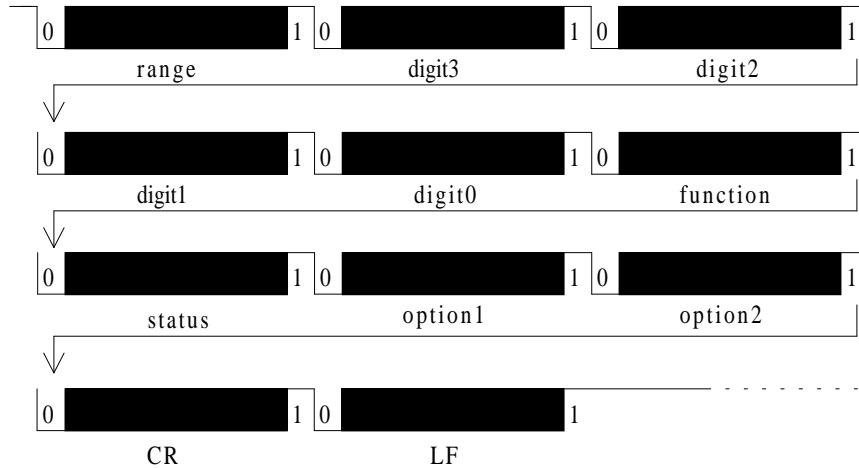 0 1 0 1 0 1
range digit3 digit2
0 1 0 1 0 1
digit1 digit0 function
0 1 0 1 0 1
status option1 option2
0 1 0 1
CR LF